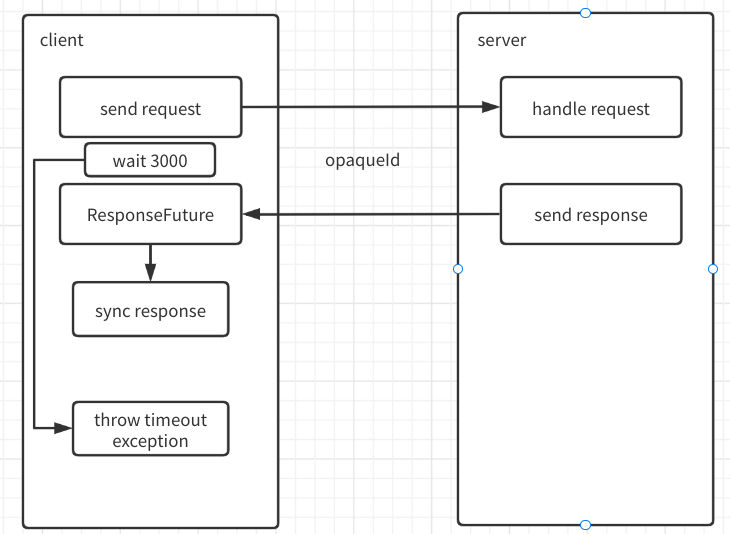 client
server
send request
handle request
wait 3000
opaqueId
ResponseFuture
send response
sync response
throw timeout
exception